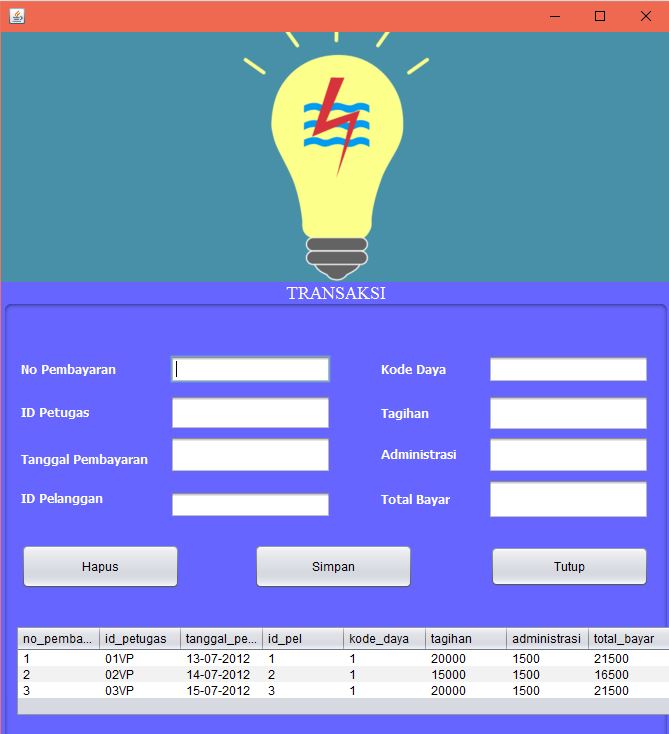 TRANSAKSI
No Pembayaran Kode Daya
ID Petugas Tagihan
Tanggal Pembayaran Administrasi
ID Pelanggan Total Bayar
Hapus Simpan Tutup
no_pemba... id_petugas tanggal_pe... id_pel kode_daya tagihan administrasi total_bayar
1 01VP 13-07-2012 1 1 20000 1500 21500
2 02VP 14-07-2012 2 1 15000 1500 16500
3 03VP 15-07-2012 3 1 20000 1500 21500